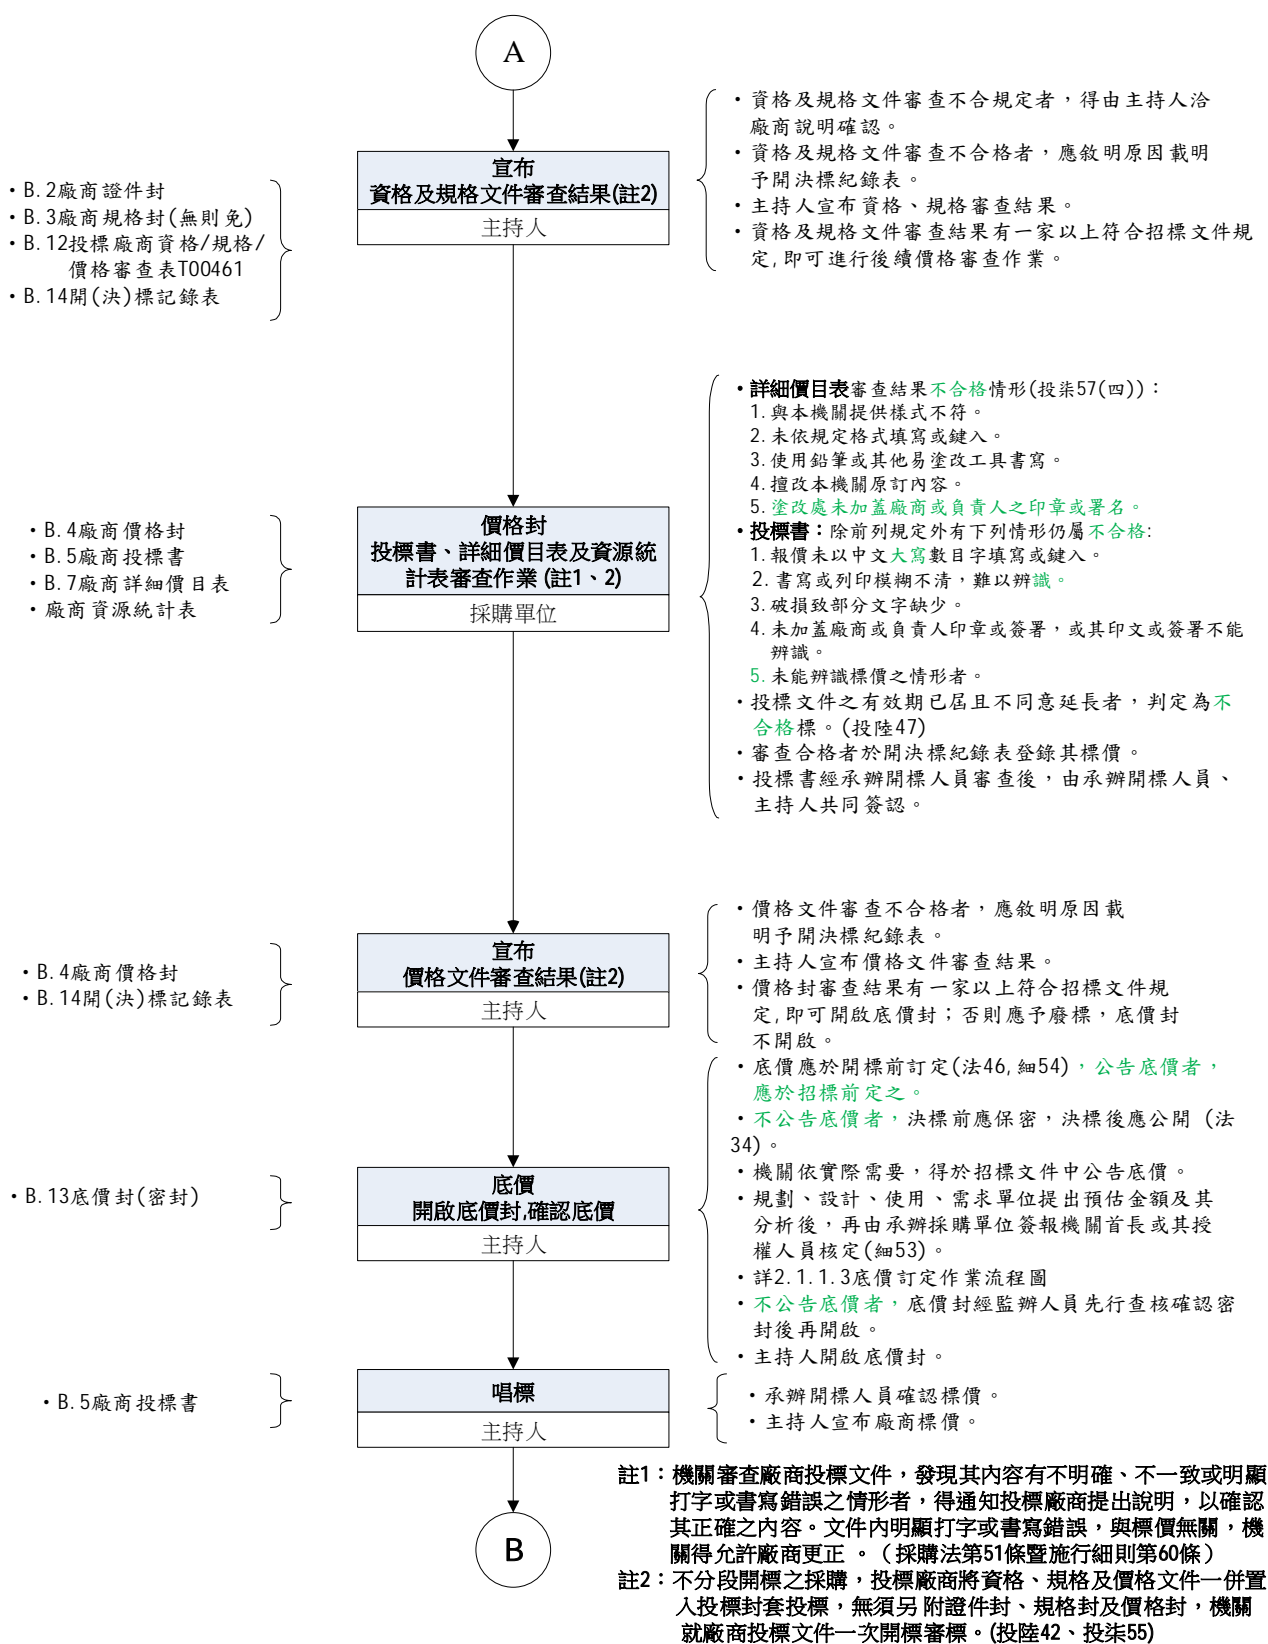 A
宣布
資格及規格文件審查結果(註2)
主持人
・B.2廠商證件封
・B.3廠商規格封(無則免)
・B.12投標廠商資格/規格/
價格審查表T00461
・B.14開(決)標記錄表
・資格及規格文件審查不合規定者，得由主持人洽
廠商說明確認。
・資格及規格文件審查不合格者，應敘明原因載明
予開決標紀錄表。
・主持人宣布資格、規格審查結果。
・資格及規格文件審查結果有一家以上符合招標文件規
定,即可進行後續價格審查作業。
價格封
投標書、詳細價目表及資源統
計表審查作業(註1、2)
採購單位
・B.4廠商價格封
・B.5廠商投標書
・B.7廠商詳細價目表
・廠商資源統計表
・詳細價目表審查結果不合格情形(投柒57(四))：
1.與本機關提供樣式不符。
2.未依規定格式填寫或鍵入。
3.使用鉛筆或其他易塗改工具書寫。
4.擅改本機關原訂內容。
5.塗改處未加蓋廠商或負責人之印章或署名。
・投標書：除前列規定外有下列情形仍屬不合格:
1.報價未以中文大寫數目字填寫或鍵入。
2.書寫或列印模糊不清，難以辨識。
3.破損致部分文字缺少。
4.未加蓋廠商或負責人印章或簽署，或其印文或簽署不能
辨識。
5.未能辨識標價之情形者。
・投標文件之有效期已屆且不同意延長者，判定為不
合格標。(投陸47)
・審查合格者於開決標紀錄表登錄其標價。
・投標書經承辦開標人員審查後，由承辦開標人員、
主持人共同簽認。
宣布
價格文件審查結果(註2)
主持人
・B.4廠商價格封
・B.14開(決)標記錄表
・價格文件審查不合格者，應敘明原因載
明予開決標紀錄表。
・主持人宣布價格文件審查結果。
・價格封審查結果有一家以上符合招標文件規
定,即可開啟底價封；否則應予廢標，底價封
不開啟。
底價
開啟底價封,確認底價
主持人
・B.13底價封(密封)
・底價應於開標前訂定(法46,細54)，公告底價者，
應於招標前定之。
・不公告底價者，決標前應保密，決標後應公開 (法
34)。
・機關依實際需要，得於招標文件中公告底價。
・規劃、設計、使用、需求單位提出預估金額及其
分析後，再由承辦採購單位簽報機關首長或其授
權人員核定(細53)。
・詳2.1.1.3底價訂定作業流程圖
・不公告底價者，底價封經監辦人員先行查核確認密
封後再開啟。
・主持人開啟底價封。
唱標
主持人
・B.5廠商投標書
・承辦開標人員確認標價。
・主持人宣布廠商標價。
B
註1：機關審查廠商投標文件，發現其內容有不明確、不一致或明顯
打字或書寫錯誤之情形者，得通知投標廠商提出說明，以確認
其正確之內容。文件內明顯打字或書寫錯誤，與標價無關，機
關得允許廠商更正 。（採購法第51條暨施行細則第60條）
註2：不分段開標之採購，投標廠商將資格、規格及價格文件一併置
入投標封套投標，無須另附證件封、規格封及價格封，機關
就廠商投標文件一次開標審標。(投陸42、投柒55)